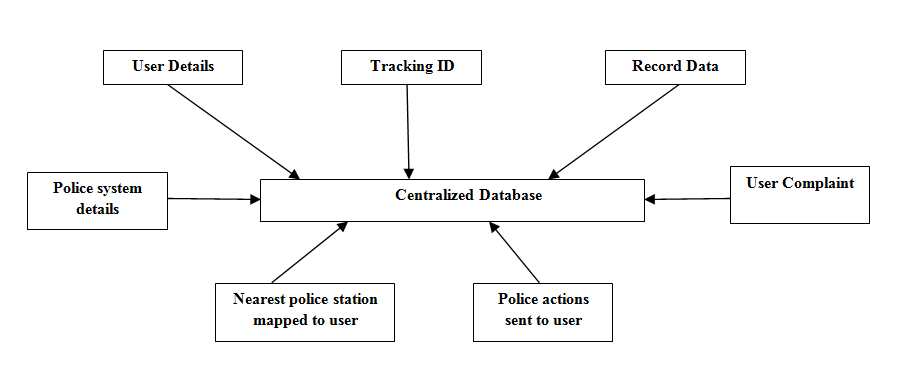 User Details
Tracking ID
Record Data
Police system
details
Centralized Database
User Complaint
Nearest police station
mapped to user
Police actions
sent to user